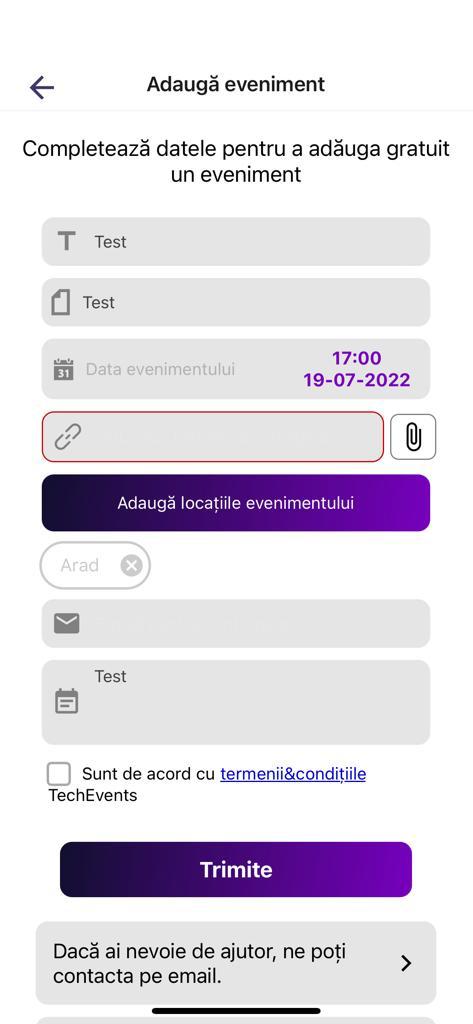 Adaugă eveniment
Completează datele pentru a adăuga gratuit
un eveniment
Test
Test
Data evenimentului
17:00
19-07-2022
Adaugă locațiile evenimentului
Arad
Test
Sunt de acord cu termenii&condițiile
TechEvents
Trimite
Dacă ai nevoie de ajutor, ne poți
contacta pe email.